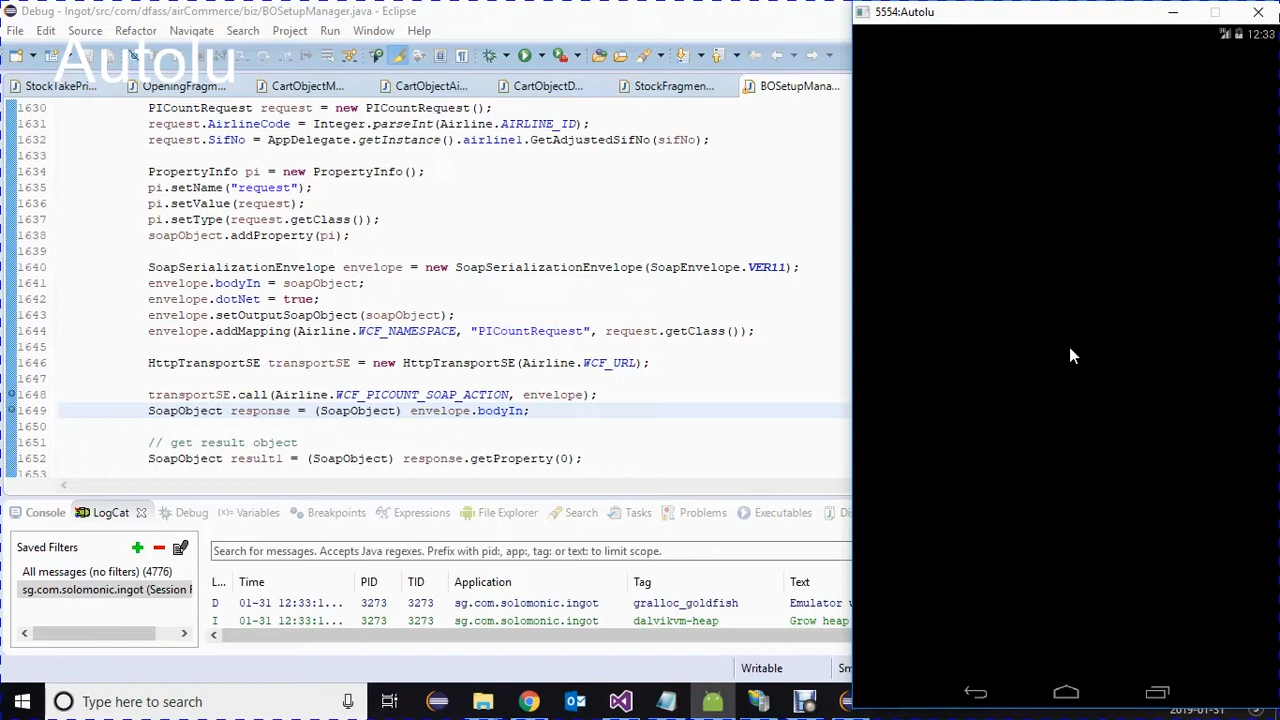 Debug - Ingot/src/com/dfass/airCommerce/biz/BOSetupManager.java - Eclipse
File Edit Source Refactor Navigate Search Project Run Window Help
Autolu
StockTakePri... OpeningFragm... CartObjectM... CartObjectAi... CartObjectD... StockFragmen... BOSetupMana...
1630 PICountRequest request = new PICountRequest();
1631 request.AirlineCode = Integer.parseInt(Airline.AIRLINE_ID);
1632 request.SifNo = AppDelegate.getInstance().airline1.GetAdjustedSifNo(sifNo);
1633
1634 PropertyInfo pi = new PropertyInfo();
1635 pi.setName("request");
1636 pi.setValue(request);
1637 pi.setType(request.getClass());
1638 soapObject.addProperty(pi);
1639
1640 SoapSerializationEnvelope envelope = new SoapSerializationEnvelope(SoapEnvelope.VER11);
1641 envelope.bodyIn = soapObject;
1642 envelope.dotNet = true;
1643 envelope.setOutputSoapObject(soapObject);
1644 envelope.addMapping(Airline.WCF_NAMESPACE, "PICountRequest", request.getClass());
1645
1646 HttpTransportSE transportSE = new HttpTransportSE(Airline.WCF_URL);
1647
1648 transportSE.call(Airline.WCF_PICOUNT_SOAP_ACTION, envelope);
1649 SoapObject response = (SoapObject) envelope.bodyIn;
1650
1651 // get result object
1652 SoapObject result1 = (SoapObject) response.getProperty(0);
1653
Console LogCat Debug (x)= Variables Breakpoints Expressions File Explorer Search Tasks Problems Executables Di
Saved Filters
All messages (no filters) (4776)
sg.com.solomonic.ingot (Session F
Search for messages. Accepts Java regexes. Prefix with pid:, app:, tag: or text: to limit scope.
L... Time PID TID Application Tag Text
D 01-31 12:33:1... 3273 3273 sg.com.solomonic.ingot gralloc_goldfish Emulator w
I 01-31 12:33:1... 3273 3273 sg.com.solomonic.ingot dalvikvm-heap Grow heap
Writable Sm
5554:Autolu
12:33
Type here to search
2019-01-31